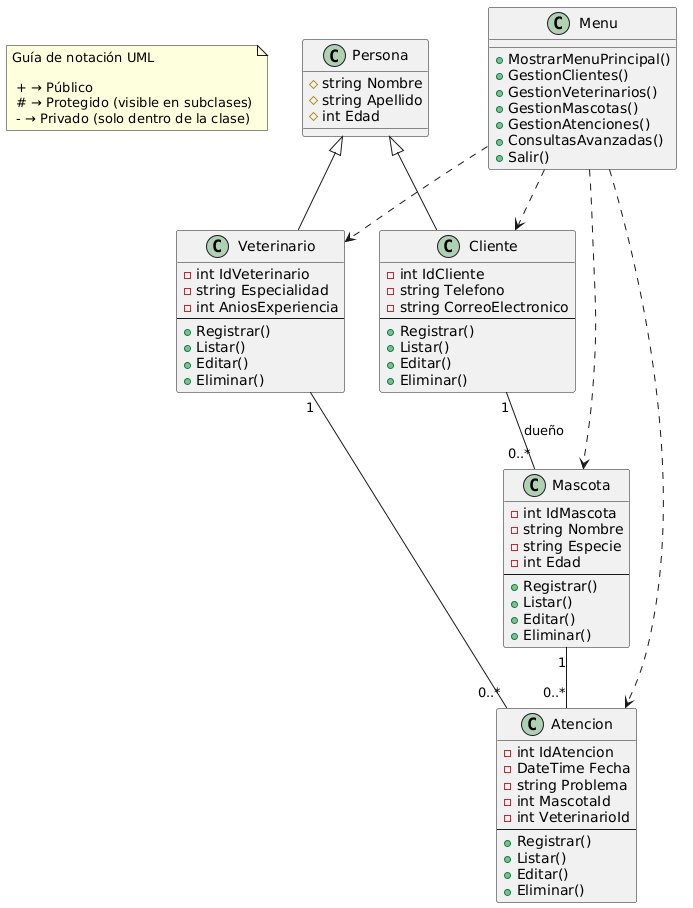 Guía de notación UML
+ → Público
# → Protegido (visible en subclases)
- → Privado (solo dentro de la clase)
C Persona
string Nombre
string Apellido
int Edad
C Menu
MostrarMenuPrincipal()
GestionClientes()
GestionVeterinarios()
GestionMascotas()
GestionAtenciones()
ConsultasAvanzadas()
Salir()
C Veterinario
int IdVeterinario
string Especialidad
int AniosExperiencia
Registrar()
Listar()
Editar()
Eliminar()
C Cliente
int IdCliente
string Telefono
string CorreoElectronico
Registrar()
Listar()
Editar()
Eliminar()
1
1
dueño
0..*
C Mascota
int IdMascota
string Nombre
string Especie
int Edad
Registrar()
Listar()
Editar()
Eliminar()
1
0..*
0..*
C Atencion
int IdAtencion
DateTime Fecha
string Problema
int MascotaId
int VeterinarioId
Registrar()
Listar()
Editar()
Eliminar()